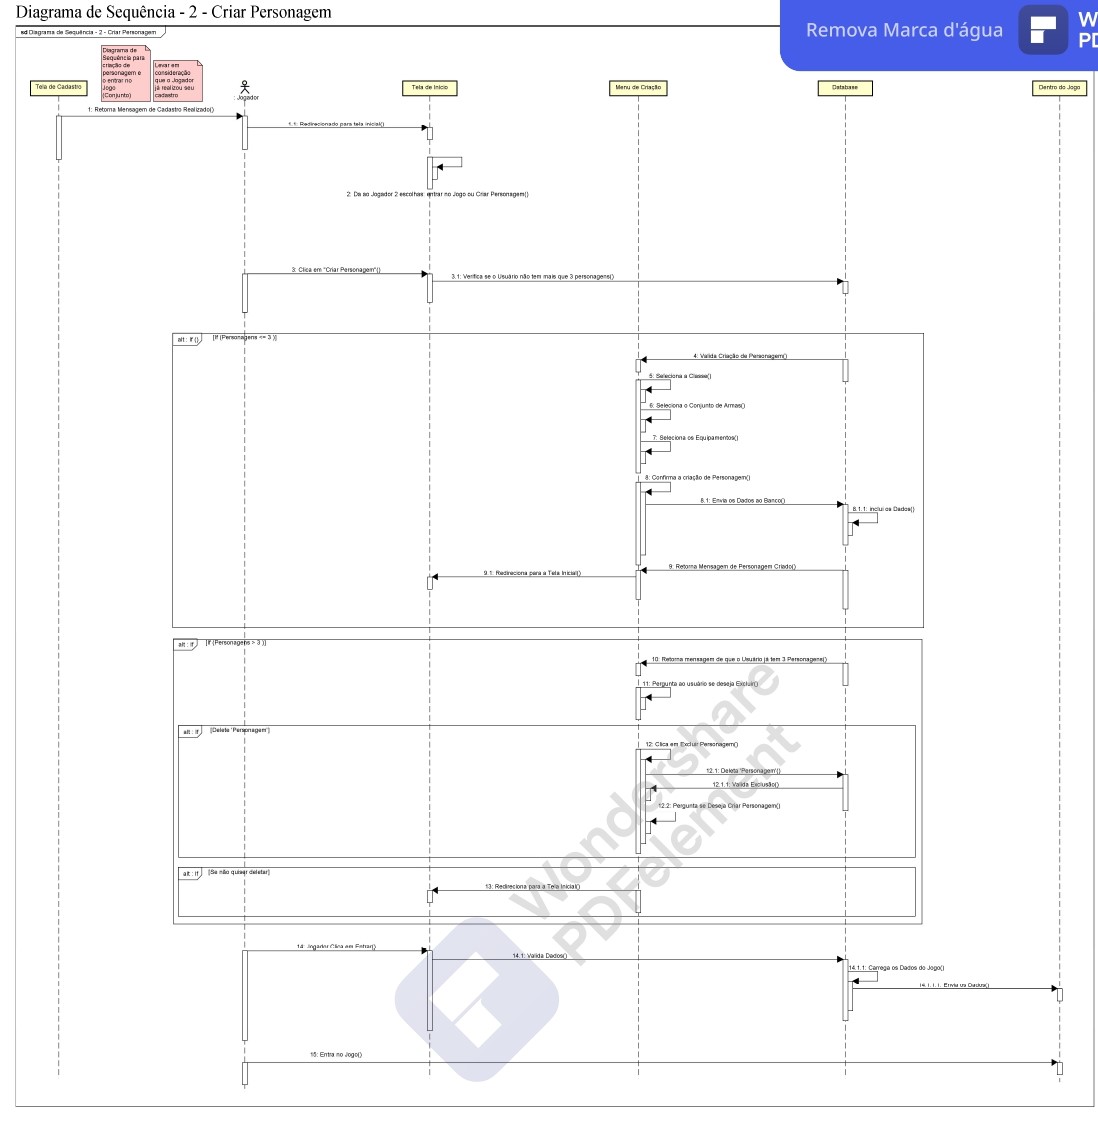 Diagrama de Sequência - 2 - Criar Personagem
Remova Marca d'água
sd Diagrama de Sequência - 2 - Criar Personagem
Diagrama de
Sequência para
criação de
personagem e
o entrar no
Jogo
(Conjunto)
Levar em
consideração
que o Jogador
já realizou seu
cadastro
Tela de Cadastro
: Jogador
Tela de Início
Menu de Criação
Database
Dentro do Jogo
1: Retorna Mensagem de Cadastro Realizado()
1.1: Redirecionado para tela inicial()
2: Da ao Jogador 2 escolhas: entrar no Jogo ou Criar Personagem()
3: Clica em "Criar Personagem"()
3.1: Verifica se o Usuário não tem mais que 3 personagens()
alt : If ()
[If (Personagens <= 3 )]
4: Valida Criação de Personagem()
5: Seleciona a Classe()
6: Seleciona o Conjunto de Armas()
7: Seleciona os Equipamentos()
8: Confirma a criação de Personagem()
8.1: Envia os Dados ao Banco()
8.1.1: inclui os Dados()
9: Retorna Mensagem de Personagem Criado()
9.1: Redireciona para a Tela Inicial()
alt : If
[If (Personagens > 3 )]
10: Retorna mensagem de que o Usuário já tem 3 Personagens()
11: Pergunta ao usuário se deseja Excluir()
alt : If
[Delete 'Personagem']
12: Clica em Excluir Personagem()
12.1: Deleta 'Personagem'()
12.1.1: Valida Exclusão()
12.2: Pergunta se Deseja Criar Personagem()
alt : If
[Se não quiser deletar]
13: Redireciona para a Tela Inicial()
14: Jogador Clica em Entrar()
14.1: Valida Dados()
14.1.1: Carrega os Dados do Jogo()
14.1.1.1: Envia os Dados()
15: Entra no Jogo()
Wondershare
PDFelement